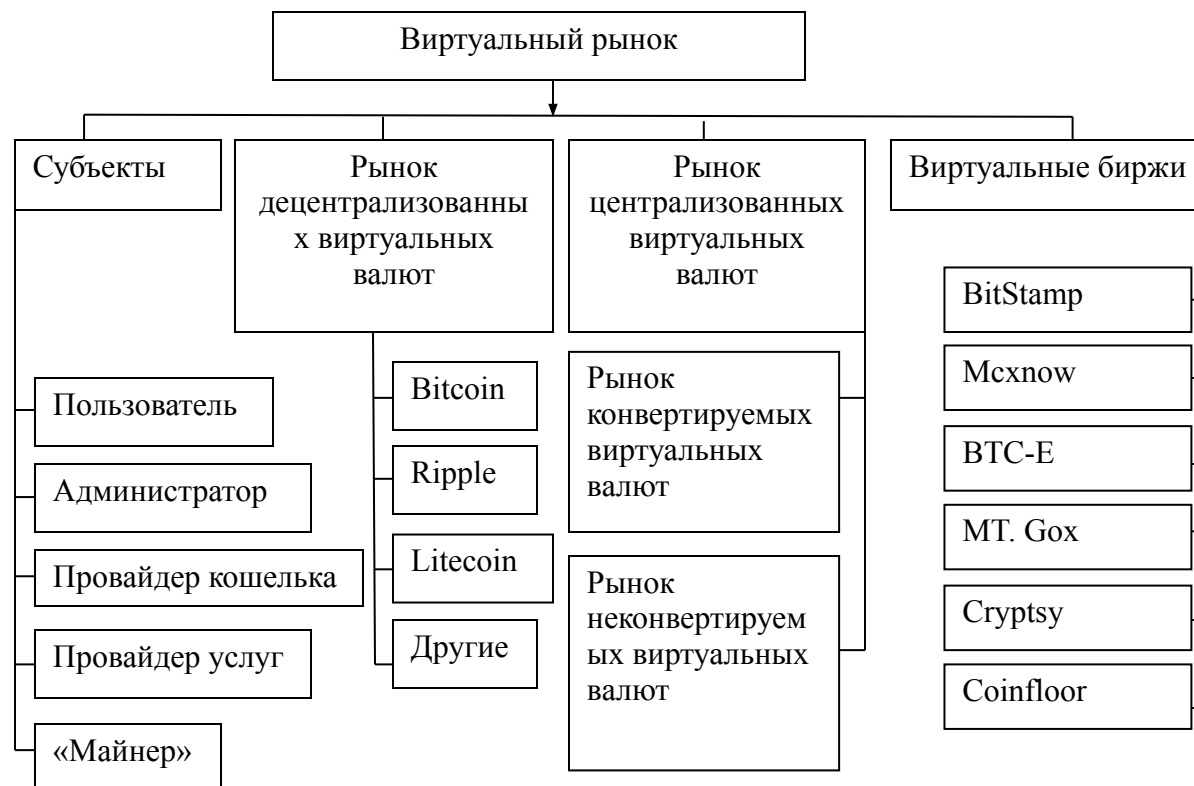 Виртуальный рынок
Субъекты
Рынок
децентрализованны
х виртуальных
валют
Рынок
централизованных
виртуальных
валют
Виртуальные биржи
Пользователь
Администратор
Провайдер кошелька
Провайдер услуг
«Майнер»
Bitcoin
Ripple
Litecoin
Другие
Рынок
конвертируемых
виртуальных
валют
Рынок
неконвертируем
ых виртуальных
валют
BitStamp
Mcxnow
BTC-E
MT. Gox
Cryptsy
Coinfloor